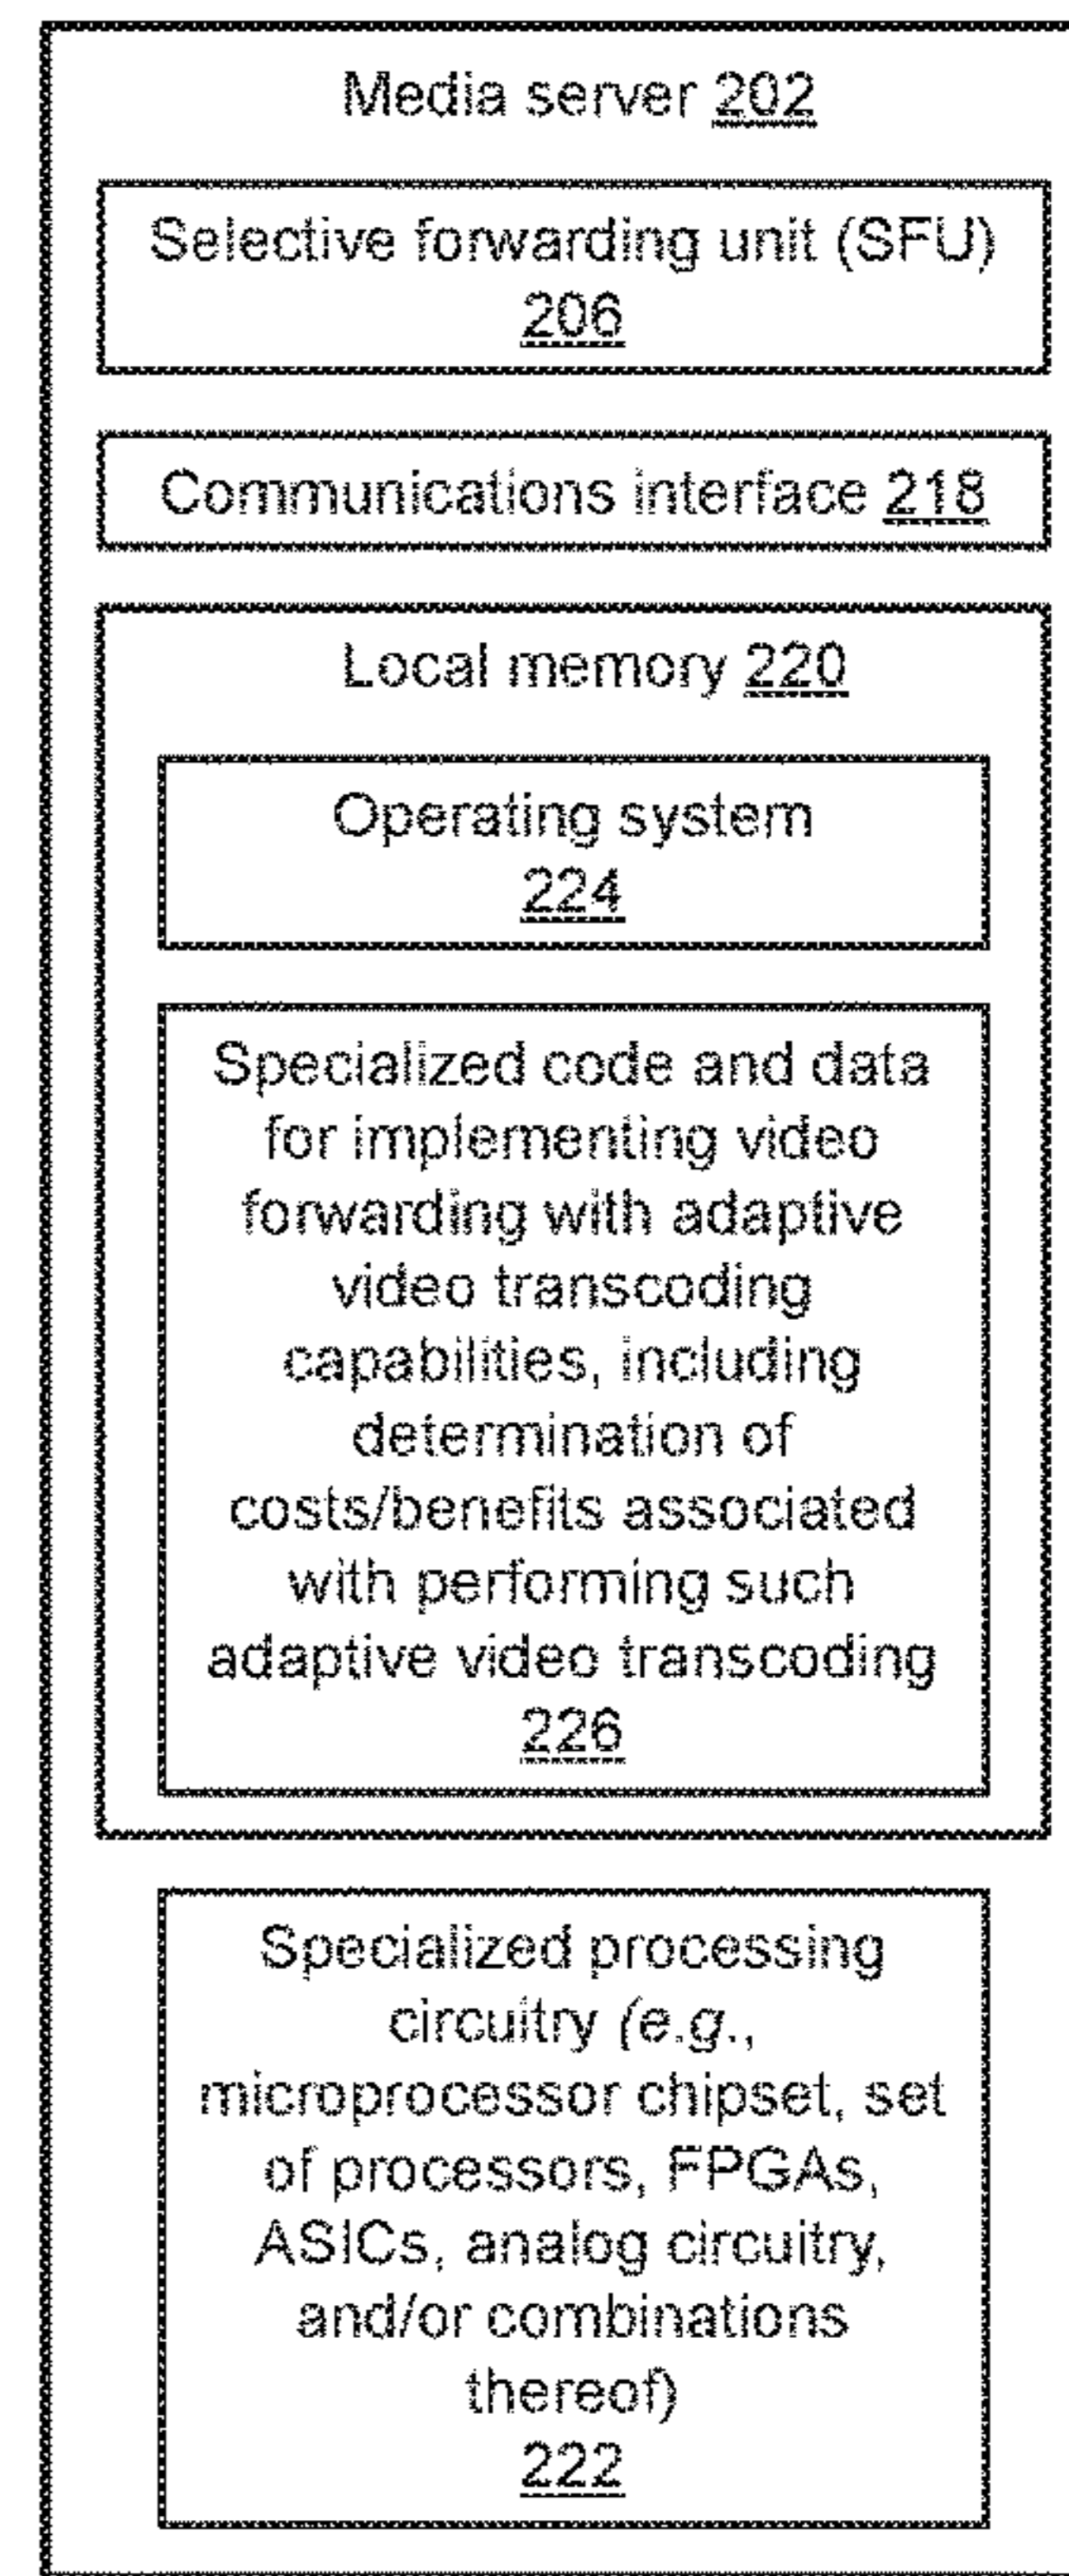 Media server 202
Selective forwarding unit (SFU)
206
Communications interface 218
Local memory 220
Operating system
224
Specialized code and data
for implementing video
forwarding with adaptive
video transcoding
capabilities, including
determination of
costs/benefits associated
with performing such
adaptive video transcoding
226
Specialized processing
circuitry (e.g.,
microprocessor chipset, set
of processors, FPGAs,
ASICs, analog circuitry,
and/or combinations
thereof)
222